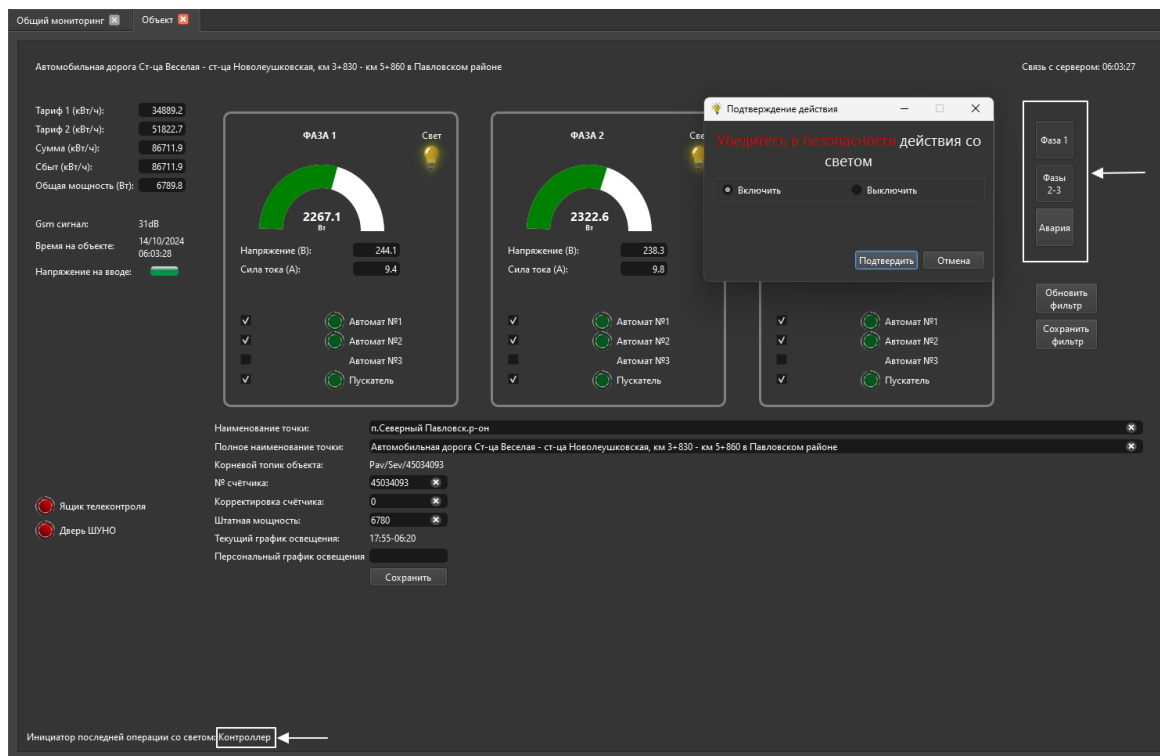 Общий мониторинг
Объект
Автомобильная дорога Ст-ца Веселая - ст-ца Новолеушковская, км 3+830 - км 5+860 в Павловском районе
Связь с сервером: 06:03:27
Тариф 1 (кВт/ч): 34889.2
Тариф 2 (кВт/ч): 51822.7
Сумма (кВт/ч): 86711.9
Сбыт (кВт/ч): 86711.9
Общая мощность (Вт): 6789.8
Gsm сигнал: 31dB
Время на объекте: 14/10/2024
06:03:28
Напряжение на вводе:
ФАЗА 1
Свет
2267.1
Вт
Напряжение (В): 244.1
Сила тока (А): 9.4
Автомат №1
Автомат №2
Автомат №3
Пускатель
ФАЗА 2
Све
2322.6
Вт
Напряжение (В): 238.3
Сила тока (А): 9.8
Автомат №1
Автомат №2
Автомат №3
Пускатель
Подтверждение действия
Убедитесь в безопасности действия со
светом
Включить
Выключить
Подтвердить
Отмена
Автомат №1
Автомат №2
Автомат №3
Пускатель
Фаза 1
Фазы
2-3
Авария
Обновить
фильтр
Сохранить
фильтр
Наименование точки: п.Северный Павловск.р-он
Полное наименование точки: Автомобильная дорога Ст-ца Веселая - ст-ца Новолеушковская, км 3+830 - км 5+860 в Павловском районе
Корневой топик объекта: Pav/Sev/45034093
№ счётчика: 45034093
Корректировка счётчика: 0
Штатная мощность: 6780
Текущий график освещения: 17:55-06:20
Персональный график освещения
Сохранить
Ящик телеконтроля
Дверь ШУНО
Инициатор последней операции со светом: Контроллер